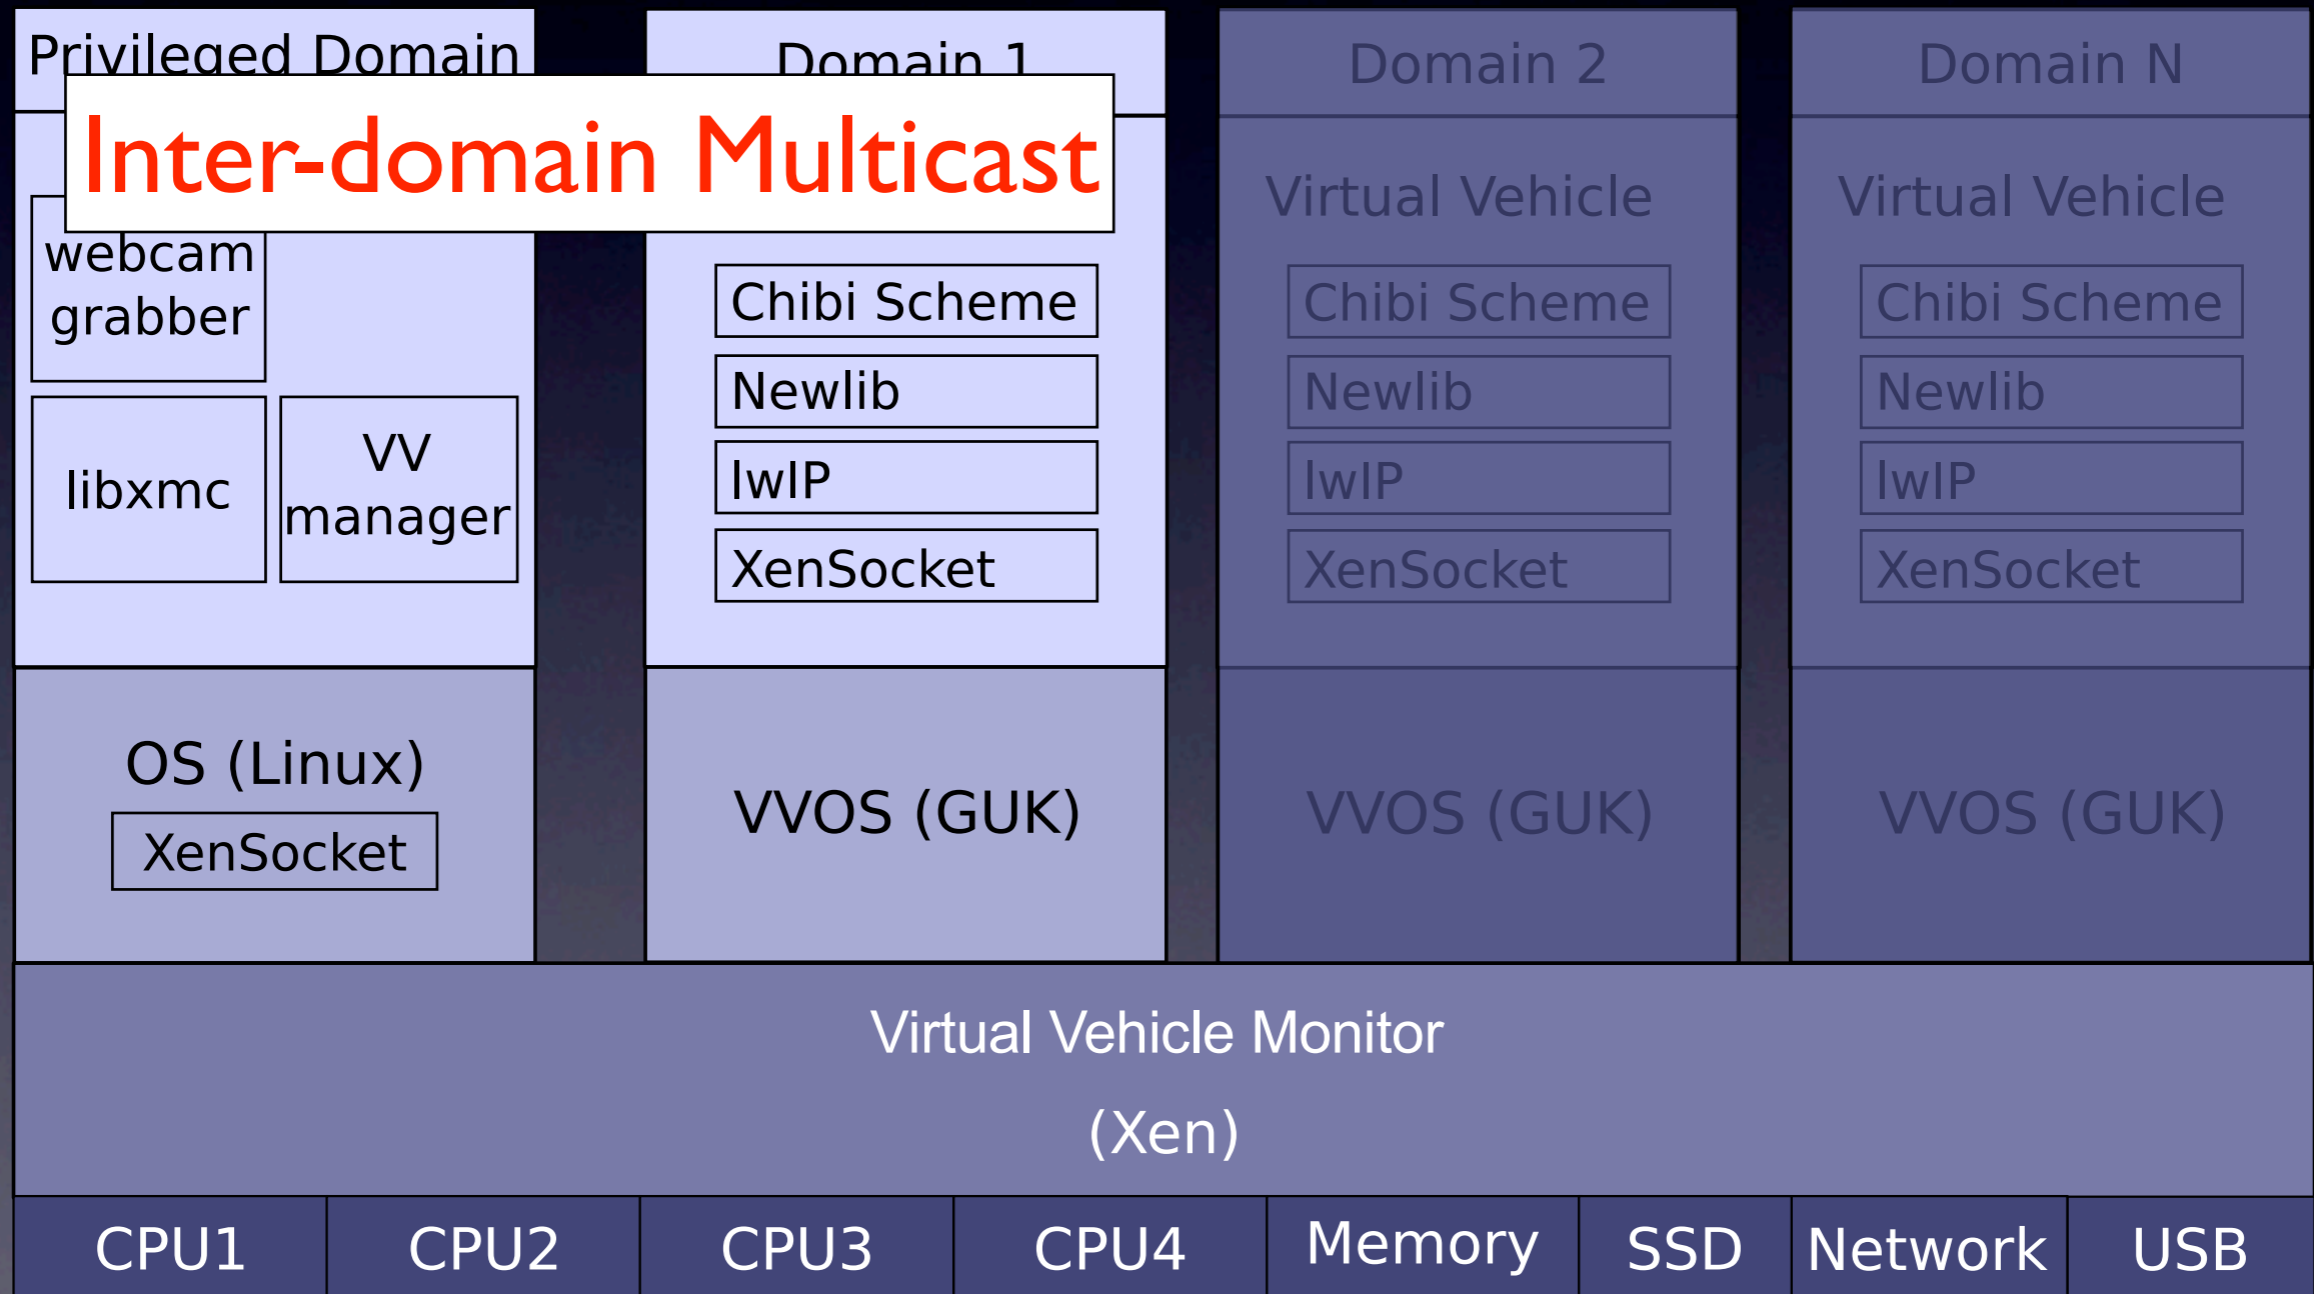 Privileged Domain
Inter-domain Multicast
webcam
grabber
libxmc
VV
manager
OS (Linux)
XenSocket
Domain 1
Chibi Scheme
Newlib
lwIP
XenSocket
VVOS (GUK)
Domain 2
Virtual Vehicle
Chibi Scheme
Newlib
lwIP
XenSocket
VVOS (GUK)
Domain N
Virtual Vehicle
Chibi Scheme
Newlib
lwIP
XenSocket
VVOS (GUK)
Virtual Vehicle Monitor
(Xen)
CPU1
CPU2
CPU3
CPU4
Memory
SSD
Network
USB